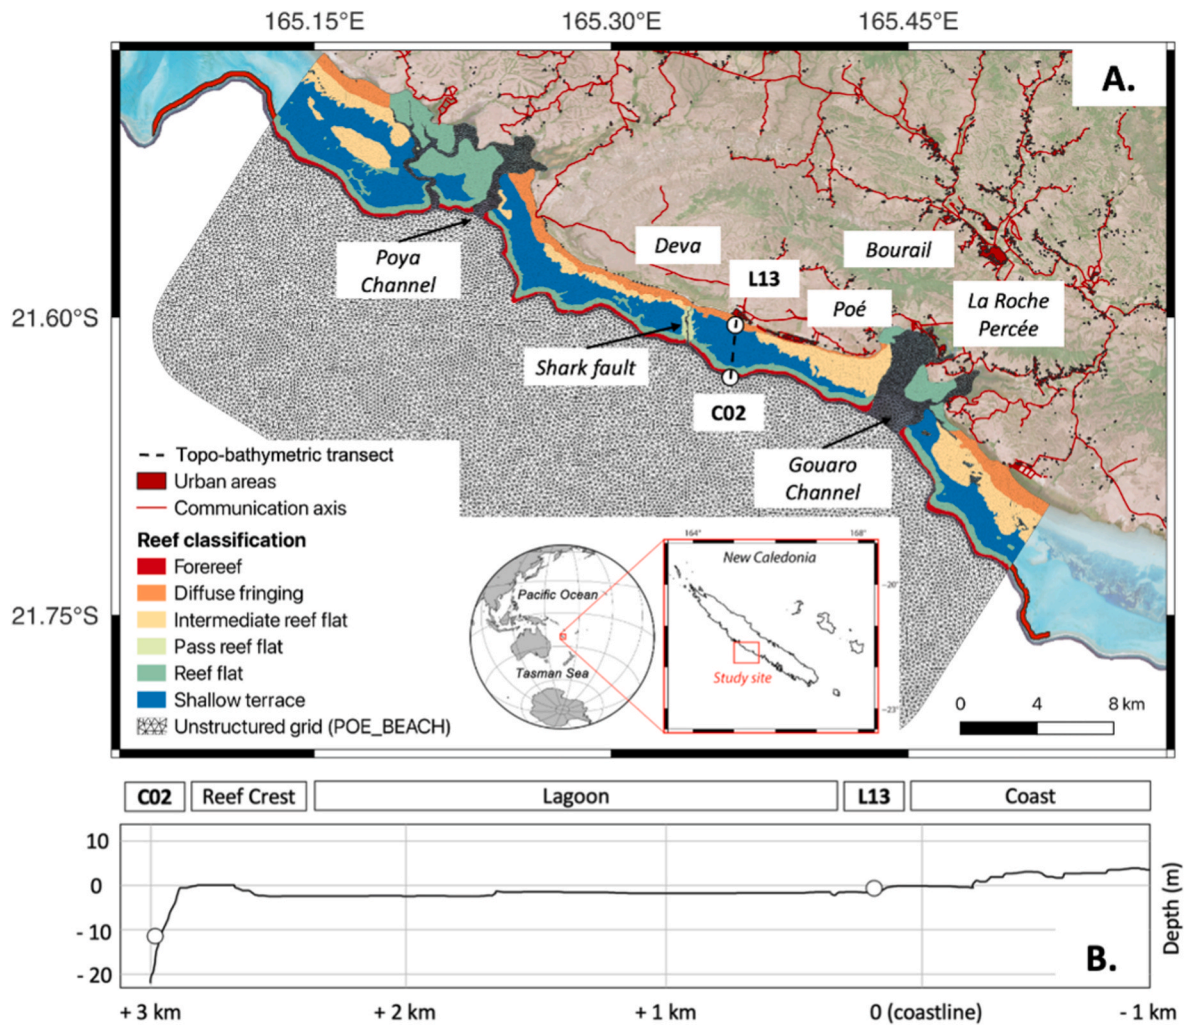 165.15°E 165.30°E 165.45°E
A.
21.60°S
21.75°S
Poya
Channel
Deva
Bourail
L13
Poé
La Roche
Percée
Shark fault
C02
Gouaro
Channel
Topo-bathymetric transect
Urban areas
Communication axis
Reef classification
Forereef
Diffuse fringing
Intermediate reef flat
Pass reef flat
Reef flat
Shallow terrace
Unstructured grid (POE_BEACH)
Pacific Ocean
Tasman Sea
164° 168°
New Caledonia
Study site
-20°
-23°
0 4 8 km
C02 Reef Crest Lagoon L13 Coast
10
0
- 10
- 20
Depth (m)
B.
+ 3 km + 2 km + 1 km 0 (coastline) - 1 km